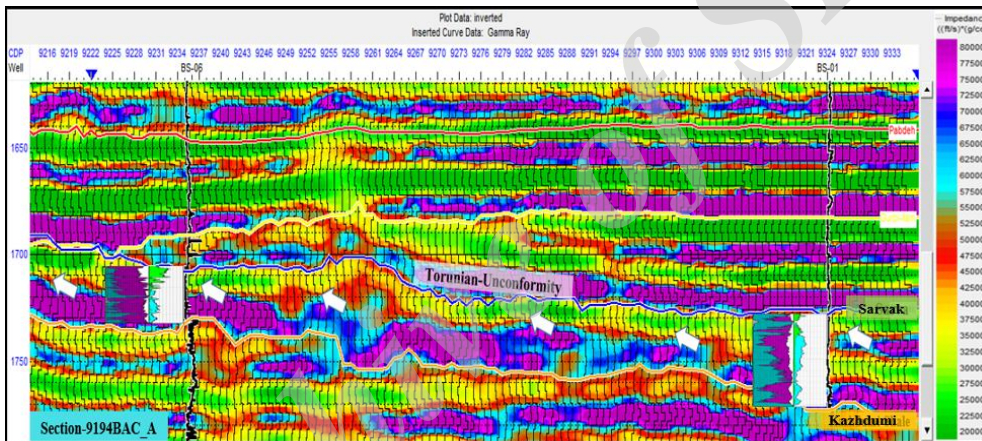 Plot Data: inverted
Inserted Curve Data: Gamma Ray
Impedance
((ft/s)*(g/cc
CDP 9216 9219 9222 9225 9228 9231 9234 9237 9240 9243 9246 9249 9252 9255 9258 9261 9264 9267 9270 9273 9276 9279 9282 9285 9288 9291 9294 9297 9300 9303 9306 9309 9312 9315 9318 9321 9324 9327 9330 9333
Well BS-06 BS-01
80000
77500
75000
72500
70000
67500
65000
62500
60000
57500
55000
52500
50000
47500
45000
42500
40000
37500
35000
32500
30000
27500
25000
22500
20000
Pabdeh
1650
1700
Torunian-Unconformity
Sarvak
1750
Section-9194BAC_A
Kazhdumi